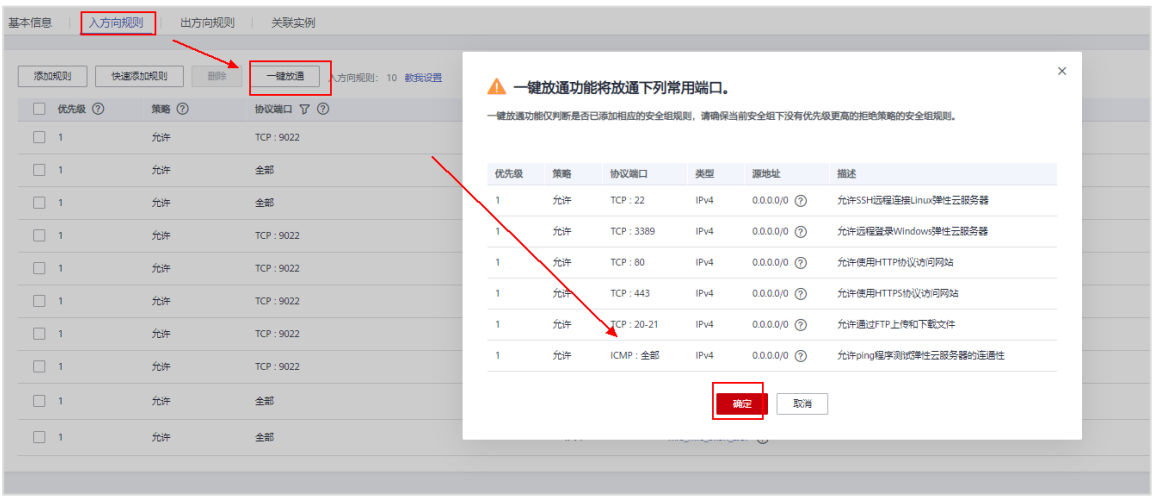 基本信息 入方向规则 出方向规则 关联实例
添加规则 快速添加规则 删除 一键放通 入方向规则: 10 教我设置
优先级 策略 协议端口
1 允许 TCP : 9022
1 允许 全部
1 允许 全部
1 允许 TCP : 9022
1 允许 TCP : 9022
1 允许 TCP : 9022
1 允许 TCP : 9022
1 允许 TCP : 9022
1 允许 全部
1 允许 全部
一键放通功能将放通下列常用端口。
一键放通功能仅判断是否已添加相应的安全组规则，请确保当前安全组下没有优先级更高的拒绝策略的安全组规则。
优先级 策略 协议端口 类型 源地址 描述
1 允许 TCP : 22 IPv4 0.0.0.0/0 允许SSH远程连接Linux弹性云服务器
1 允许 TCP : 3389 IPv4 0.0.0.0/0 允许远程登录Windows弹性云服务器
1 允许 TCP : 80 IPv4 0.0.0.0/0 允许使用HTTP协议访问网站
1 允许 TCP : 443 IPv4 0.0.0.0/0 允许使用HTTPS协议访问网站
1 允许 TCP : 20-21 IPv4 0.0.0.0/0 允许通过FTP上传和下载文件
1 允许 ICMP : 全部 IPv4 0.0.0.0/0 允许ping程序测试弹性云服务器的连通性
确定 取消